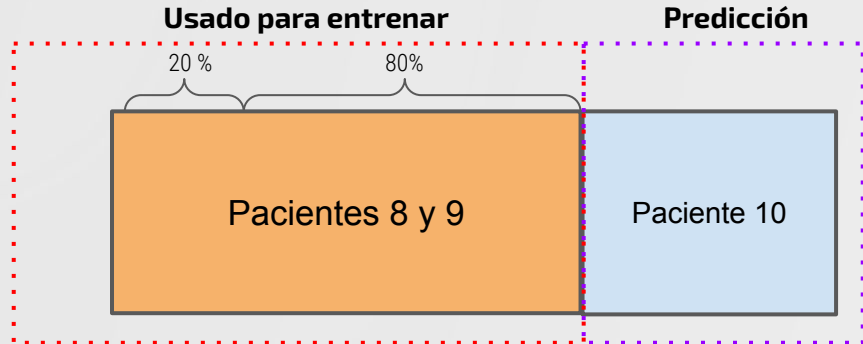 Usado para entrenar
Predicción
20 %
80%
Pacientes 8 y 9
Paciente 10